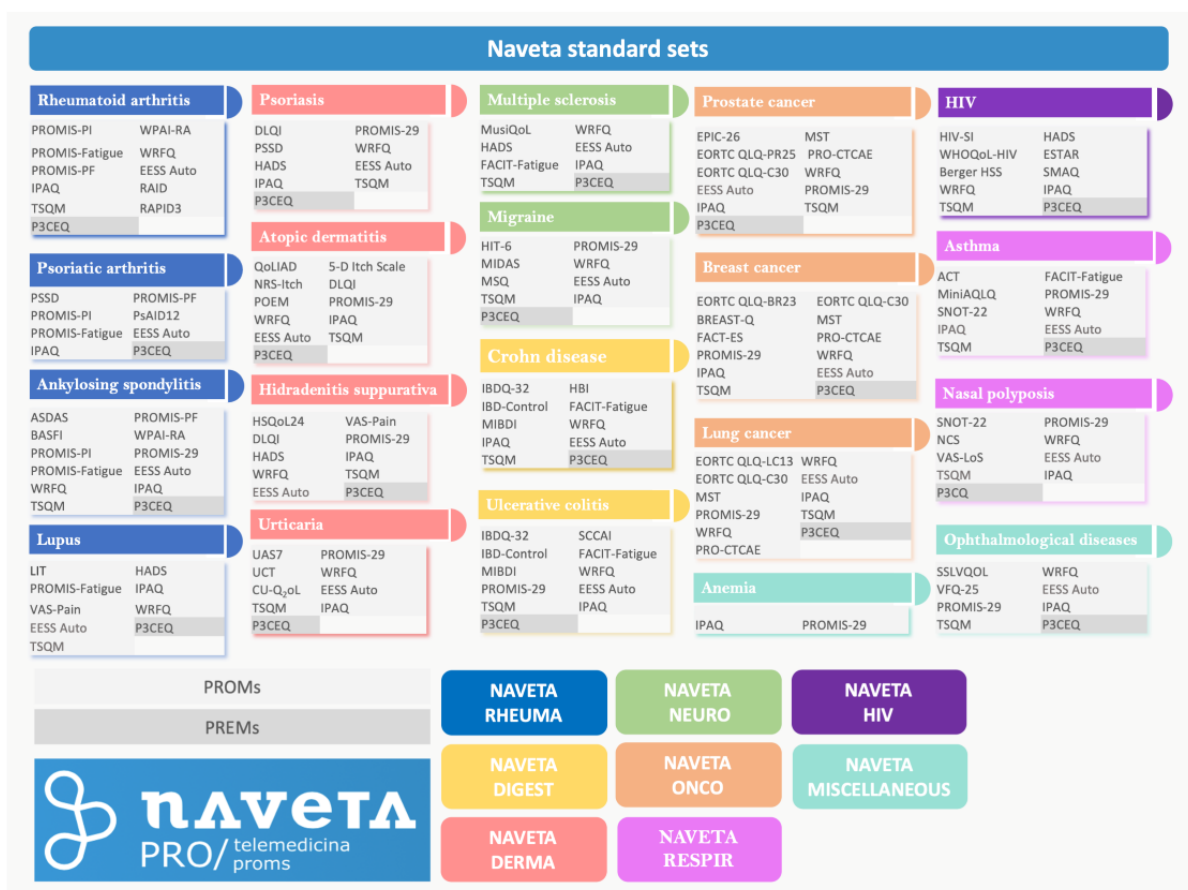 Naveta standard sets
Rheumatoid arthritis
PROMIS-PI WPAI-RA
PROMIS-Fatigue WRFQ
PROMIS-PF EESS Auto
IPAQ RAID
TSQM RAPID3
P3CEQ
Psoriatic arthritis
PSSD PROMIS-PF
PROMIS-PI PsAID12
PROMIS-Fatigue EESS Auto
IPAQ P3CEQ
Ankylosing spondylitis
ASDAS PROMIS-PF
BASFI WPAI-RA
PROMIS-PI PROMIS-29
PROMIS-Fatigue EESS Auto
WRFQ IPAQ
TSQM P3CEQ
Lupus
LIT HADS
PROMIS-Fatigue IPAQ
VAS-Pain WRFQ
EESS Auto P3CEQ
TSQM
Psoriasis
DLQI PROMIS-29
PSSD WRFQ
HADS EESS Auto
IPAQ TSQM
P3CEQ
Atopic dermatitis
QoLIAD 5-D Itch Scale
NRS-Itch DLQI
POEM PROMIS-29
WRFQ IPAQ
EESS Auto TSQM
P3CEQ
Hidradenitis suppurativa
HSQoL24 VAS-Pain
DLQI PROMIS-29
HADS IPAQ
WRFQ TSQM
EESS Auto P3CEQ
Urticaria
UAS7 PROMIS-29
UCT WRFQ
CU-Q₂oL EESS Auto
TSQM IPAQ
P3CEQ
Multiple sclerosis
MusiQoL WRFQ
HADS EESS Auto
FACIT-Fatigue IPAQ
TSQM P3CEQ
Migraine
HIT-6 PROMIS-29
MIDAS WRFQ
MSQ EESS Auto
TSQM IPAQ
P3CEQ
Crohn disease
IBDQ-32 HBI
IBD-Control FACIT-Fatigue
MIBDI WRFQ
IPAQ EESS Auto
TSQM P3CEQ
Ulcerative colitis
IBDQ-32 SCCAI
IBD-Control FACIT-Fatigue
MIBDI WRFQ
PROMIS-29 EESS Auto
TSQM IPAQ
P3CEQ
Prostate cancer
EPIC-26 MST
EORTC QLQ-PR25 PRO-CTCAE
EORTC QLQ-C30 WRFQ
EESS Auto PROMIS-29
IPAQ TSQM
P3CEQ
Breast cancer
EORTC QLQ-BR23 EORTC QLQ-C30
BREAST-Q MST
FACT-ES PRO-CTCAE
PROMIS-29 WRFQ
IPAQ EESS Auto
TSQM P3CEQ
Lung cancer
EORTC QLQ-LC13 WRFQ
EORTC QLQ-C30 EESS Auto
MST IPAQ
PROMIS-29 TSQM
WRFQ P3CEQ
PRO-CTCAE
Anemia
IPAQ PROMIS-29
HIV
HIV-SI HADS
WHOQoL-HIV ESTAR
Berger HSS SMAQ
WRFQ IPAQ
TSQM P3CEQ
Asthma
ACT FACIT-Fatigue
MiniAQLQ PROMIS-29
SNOT-22 WRFQ
IPAQ EESS Auto
TSQM P3CEQ
Nasal polyposis
SNOT-22 PROMIS-29
NCS WRFQ
VAS-LoS EESS Auto
TSQM IPAQ
P3CQ
Ophthalmological diseases
SSLVQOL WRFQ
VFQ-25 EESS Auto
PROMIS-29 IPAQ
TSQM P3CEQ
PROMs
PREMs
naveta
PRO/ telemedicina
proms
NAVETA
RHEUMA
NAVETA
NEURO
NAVETA
HIV
NAVETA
DIGEST
NAVETA
ONCO
NAVETA
MISCELLANEOUS
NAVETA
DERMA
NAVETA
RESPIR